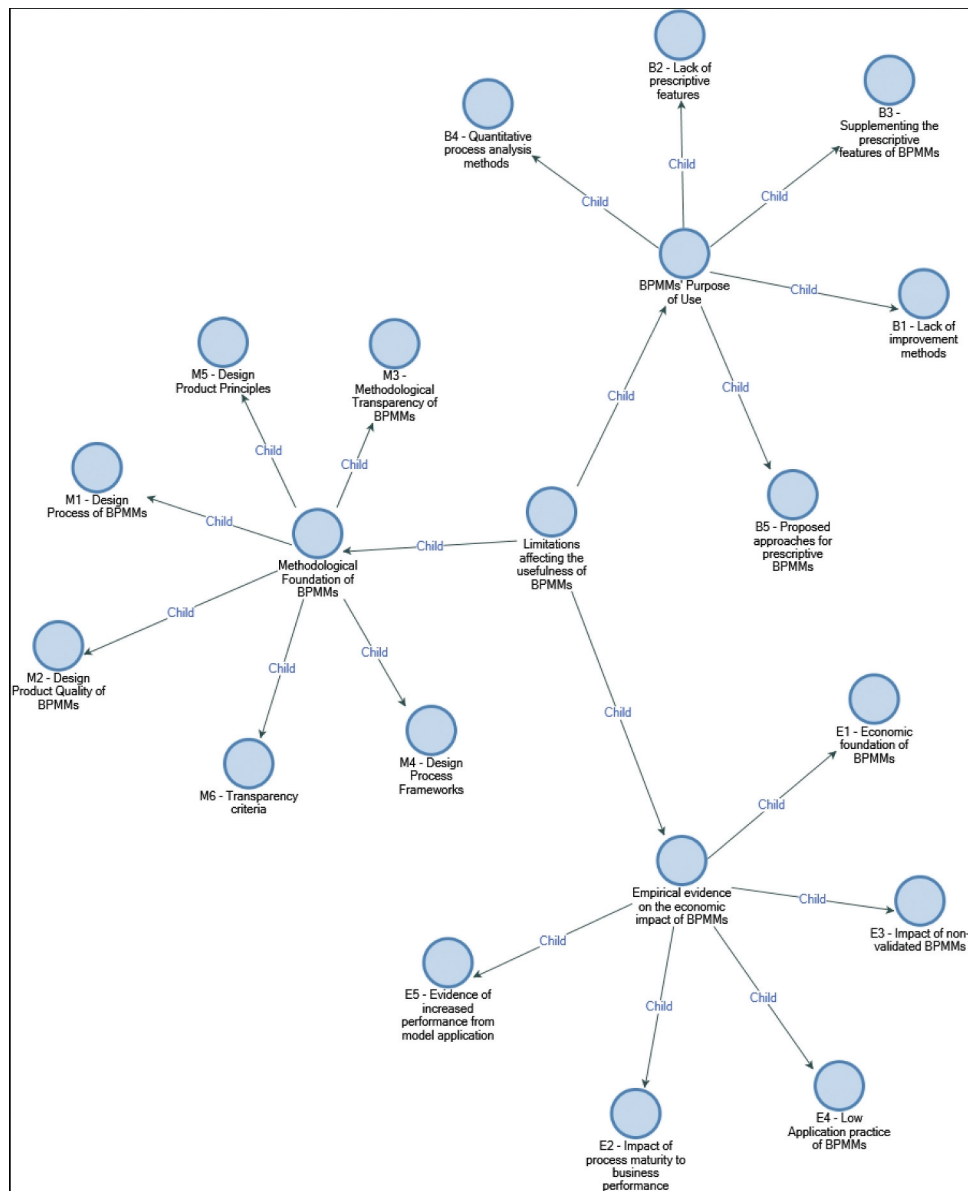 B2 - Lack of
prescriptive
features
B3 -
Supplementing the
prescriptive
features of BPMMs
B4 - Quantitative
process analysis
methods
Child
Child
Child
Child
BPMMs' Purpose
of Use
Child
B1 - Lack of
improvement
methods
M5 - Design
Product Principles
M3 -
Methodological
Transparency of
BPMMs
Child
Child
Child
Child
M1 - Design
Process of BPMMs
Child
B5 - Proposed
approaches for
prescriptive
BPMMs
Child
Limitations
affecting the
usefulness of
BPMMs
Methodological
Foundation of
BPMMs
Child
Child
Child
M2 - Design
Product Quality of
BPMMs
Child
M4 - Design
Process
Frameworks
M6 - Transparency
criteria
E1 - Economic
foundation of
BPMMs
Child
Empirical evidence
on the economic
impact of BPMMs
Child
E3 - Impact of non-
validated BPMMs
Child
E5 - Evidence of
increased
performance from
model application
Child
Child
E4 - Low
Application practice
of BPMMs
E2 - Impact of
process maturity to
business
performance